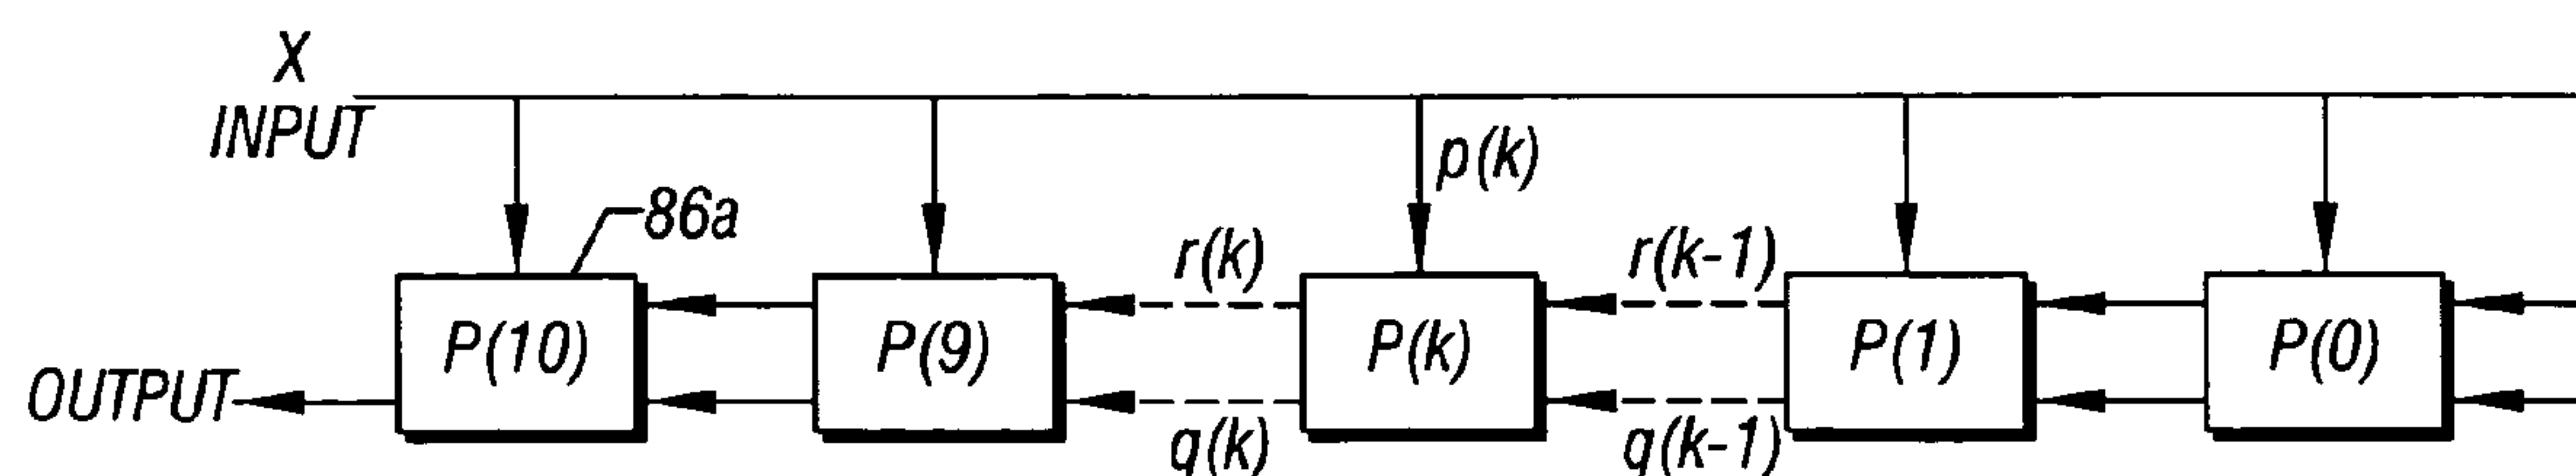 X
INPUT
p(k)
86a
r(k)
r(k-1)
P(10)
P(9)
P(k)
P(1)
P(0)
OUTPUT
q(k)
q(k-1)